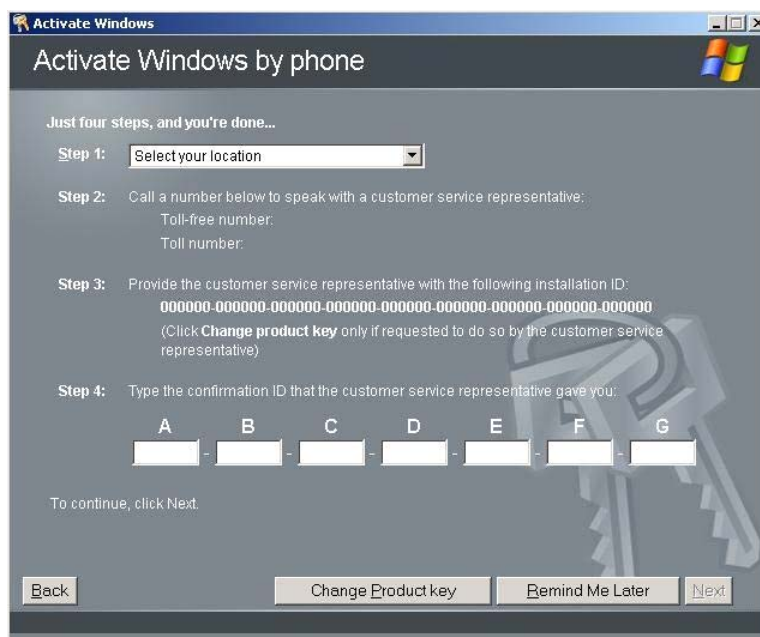 Activate Windows
Activate Windows by phone
Just four steps, and you're done...
Step 1: Select your location
Step 2: Call a number below to speak with a customer service representative:
Toll-free number:
Toll number:
Step 3: Provide the customer service representative with the following installation ID:
000000-000000-000000-000000-000000-000000-000000-000000-000000
(Click Change product key only if requested to do so by the customer service
representative)
Step 4: Type the confirmation ID that the customer service representative gave you:
A B C D E F G
- - - - - -
To continue, click Next.
Back Change Product key Remind Me Later Next